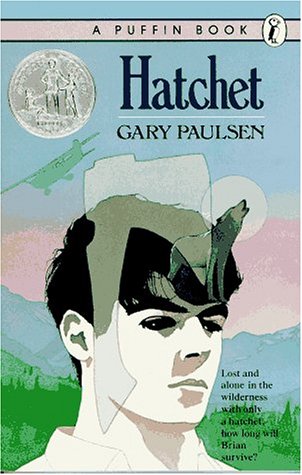 A PUFFIN BOOK
Hatchet
GARY PAULSEN
Lost and
alone in the
wilderness
with only
a hatchet,
how long will
Brian
survive?